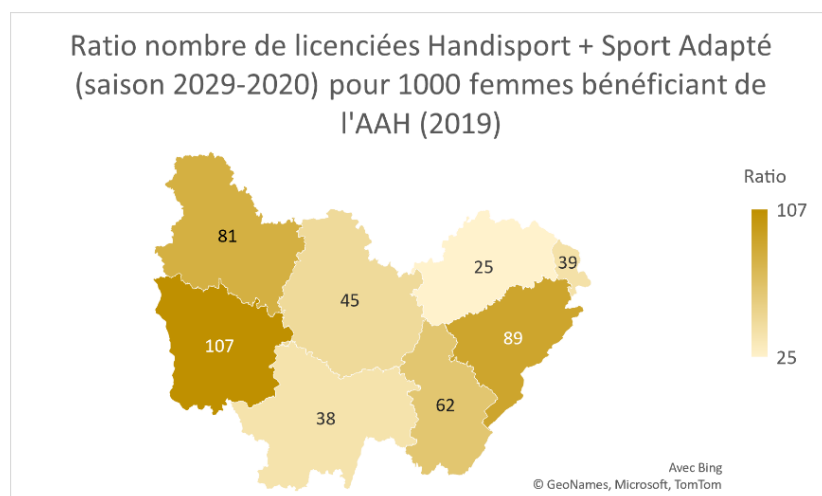 Ratio nombre de licenciées Handisport + Sport Adapté
(saison 2029-2020) pour 1000 femmes bénéficiant de
l'AAH (2019)
Ratio
107
25
81
45
25
39
107
89
38
62
Avec Bing
© GeoNames, Microsoft, TomTom